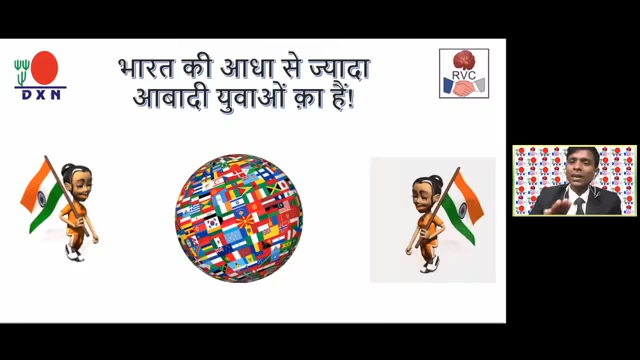 भारत की आधा से ज्यादा
आबादी युवाओं क़ा हैं!
DXN
RVC